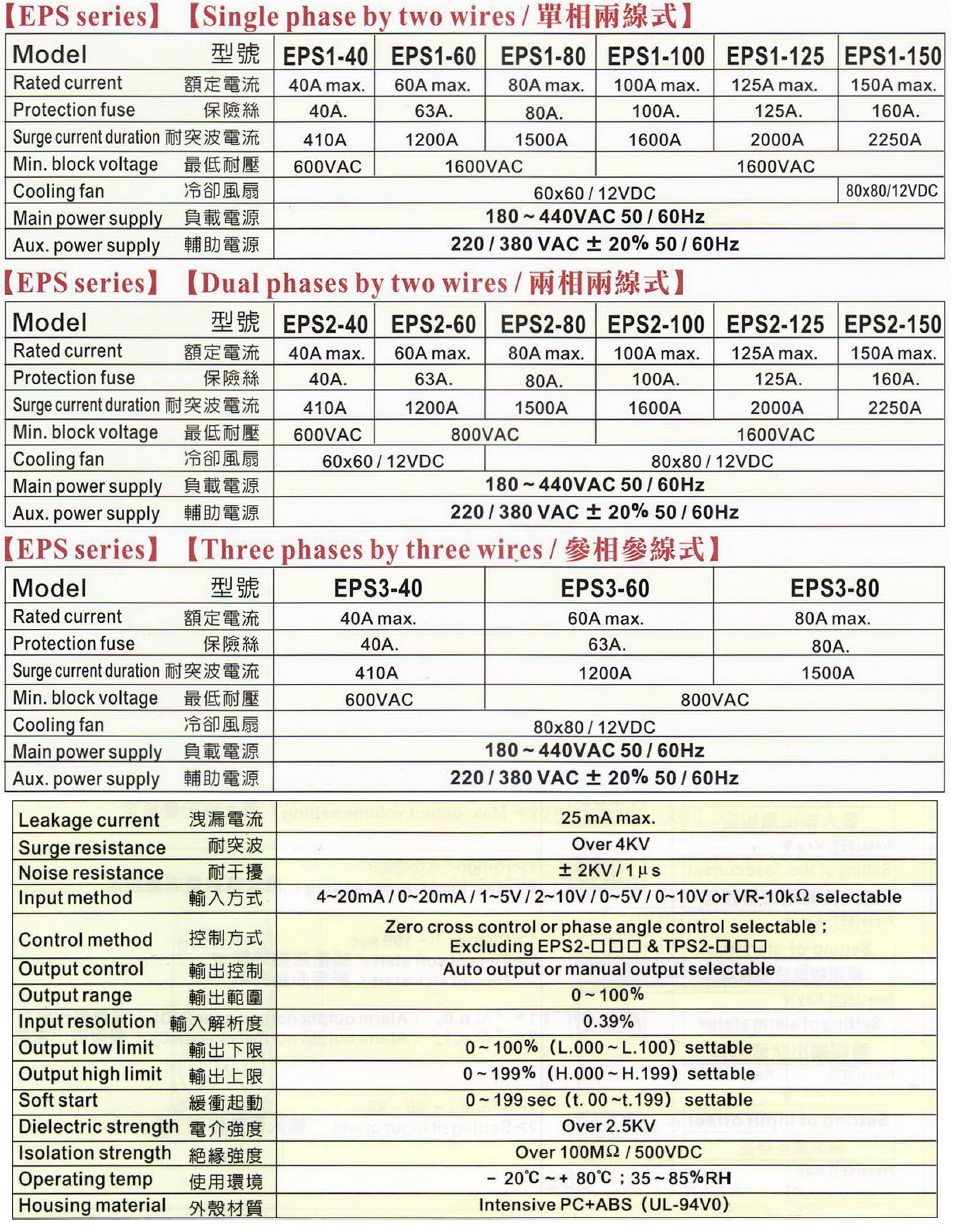 【EPS series】【Single phase by two wires / 單相兩線式】
Model 型號 EPS1-40 EPS1-60 EPS1-80 EPS1-100 EPS1-125 EPS1-150
Rated current 額定電流 40A max. 60A max. 80A max. 100A max. 125A max. 150A max.
Protection fuse 保險絲 40A. 63A. 80A. 100A. 125A. 160A.
Surge current duration 耐突波電流 410A 1200A 1500A 1600A 2000A 2250A
Min. block voltage 最低耐壓 600VAC 1600VAC 1600VAC
Cooling fan 冷卻風扇 60x60 / 12VDC 80x80/12VDC
Main power supply 負載電源 180 ~ 440VAC 50 / 60Hz
Aux. power supply 輔助電源 220 / 380 VAC ± 20% 50 / 60Hz
【EPS series】【Dual phases by two wires / 兩相兩線式】
Model 型號 EPS2-40 EPS2-60 EPS2-80 EPS2-100 EPS2-125 EPS2-150
Rated current 額定電流 40A max. 60A max. 80A max. 100A max. 125A max. 150A max.
Protection fuse 保險絲 40A. 63A. 80A. 100A. 125A. 160A.
Surge current duration 耐突波電流 410A 1200A 1500A 1600A 2000A 2250A
Min. block voltage 最低耐壓 600VAC 800VAC 1600VAC
Cooling fan 冷卻風扇 60x60 / 12VDC 80x80 / 12VDC
Main power supply 負載電源 180 ~ 440VAC 50 / 60Hz
Aux. power supply 輔助電源 220 / 380 VAC ± 20% 50 / 60Hz
【EPS series】【Three phases by three wires / 參相參線式】
Model 型號 EPS3-40 EPS3-60 EPS3-80
Rated current 額定電流 40A max. 60A max. 80A max.
Protection fuse 保險絲 40A. 63A. 80A.
Surge current duration 耐突波電流 410A 1200A 1500A
Min. block voltage 最低耐壓 600VAC 800VAC
Cooling fan 冷卻風扇 80x80 / 12VDC
Main power supply 負載電源 180 ~ 440VAC 50 / 60Hz
Aux. power supply 輔助電源 220 / 380 VAC ± 20% 50 / 60Hz
Leakage current 洩漏電流 25 mA max.
Surge resistance 耐突波 Over 4KV
Noise resistance 耐干擾 ± 2KV / 1 μs
Input method 輸入方式 4~20mA / 0~20mA / 1~5V / 2~10V / 0~5V / 0~10V or VR-10kΩ selectable
Control method 控制方式 Zero cross control or phase angle control selectable ;
Excluding EPS2-□□□ & TPS2-□□□
Output control 輸出控制 Auto output or manual output selectable
Output range 輸出範圍 0 ~ 100%
Input resolution 輸入解析度 0.39%
Output low limit 輸出下限 0 ~ 100% (L.000 ~ L.100) settable
Output high limit 輸出上限 0 ~ 199% (H.000 ~ H.199) settable
Soft start 緩衝起動 0 ~ 199 sec (t. 00 ~t.199) settable
Dielectric strength 電介強度 Over 2.5KV
Isolation strength 絕緣強度 Over 100MΩ / 500VDC
Operating temp 使用環境 - 20℃ ~ + 80℃ ; 35 ~ 85%RH
Housing material 外殼材質 Intensive PC+ABS (UL-94V0)